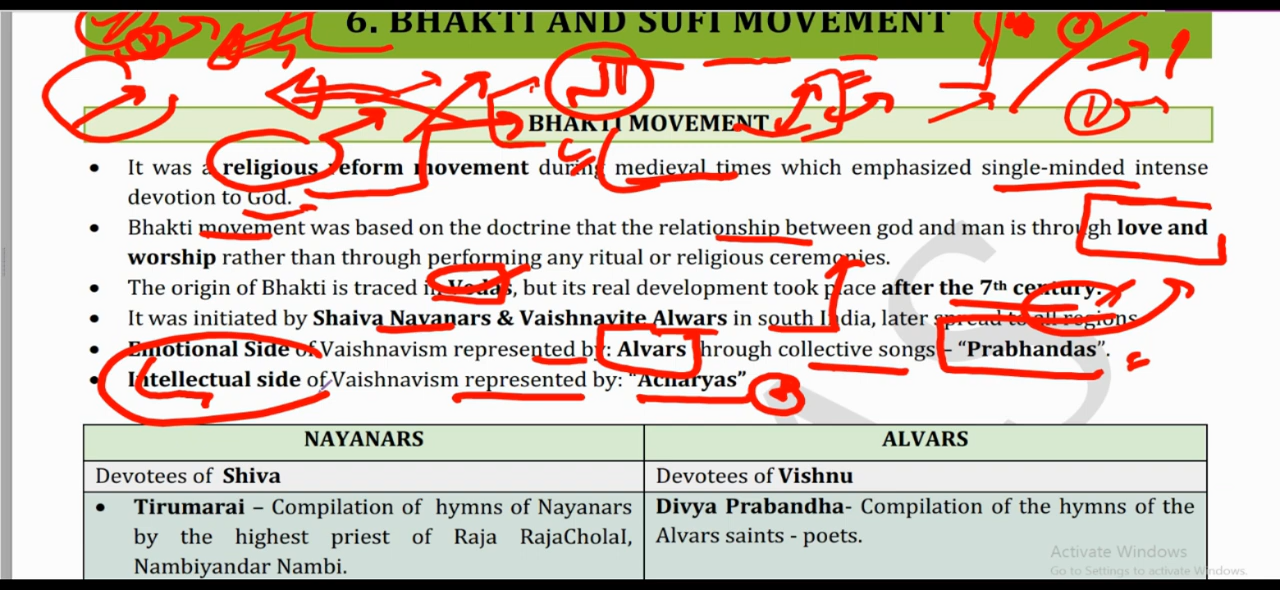 6. BHAKTI AND SUFI MOVEMENT
BHAKTI MOVEMENT
• It was a religious reform movement during medieval times which emphasized single-minded intense
devotion to God.
• Bhakti movement was based on the doctrine that the relationship between god and man is through love and
worship rather than through performing any ritual or religious ceremonies.
• The origin of Bhakti is traced in Vedas, but its real development took place after the 7th century.
• It was initiated by Shaiva Nayanars & Vaishnavite Alwars in south India, later spread to all regions
• Emotional Side of Vaishnavism represented by: Alvars through collective songs – “Prabhandas”.
• Intellectual side of Vaishnavism represented by: “Acharyas”
NAYANARS ALVARS
Devotees of Shiva Devotees of Vishnu
• Tirumarai – Compilation of hymns of Nayanars
by the highest priest of Raja RajaCholaI,
Nambiyandar Nambi.
Divya Prabandha- Compilation of the hymns of the
Alvars saints - poets.
Activate Windows
Go to Settings to activate Windows.